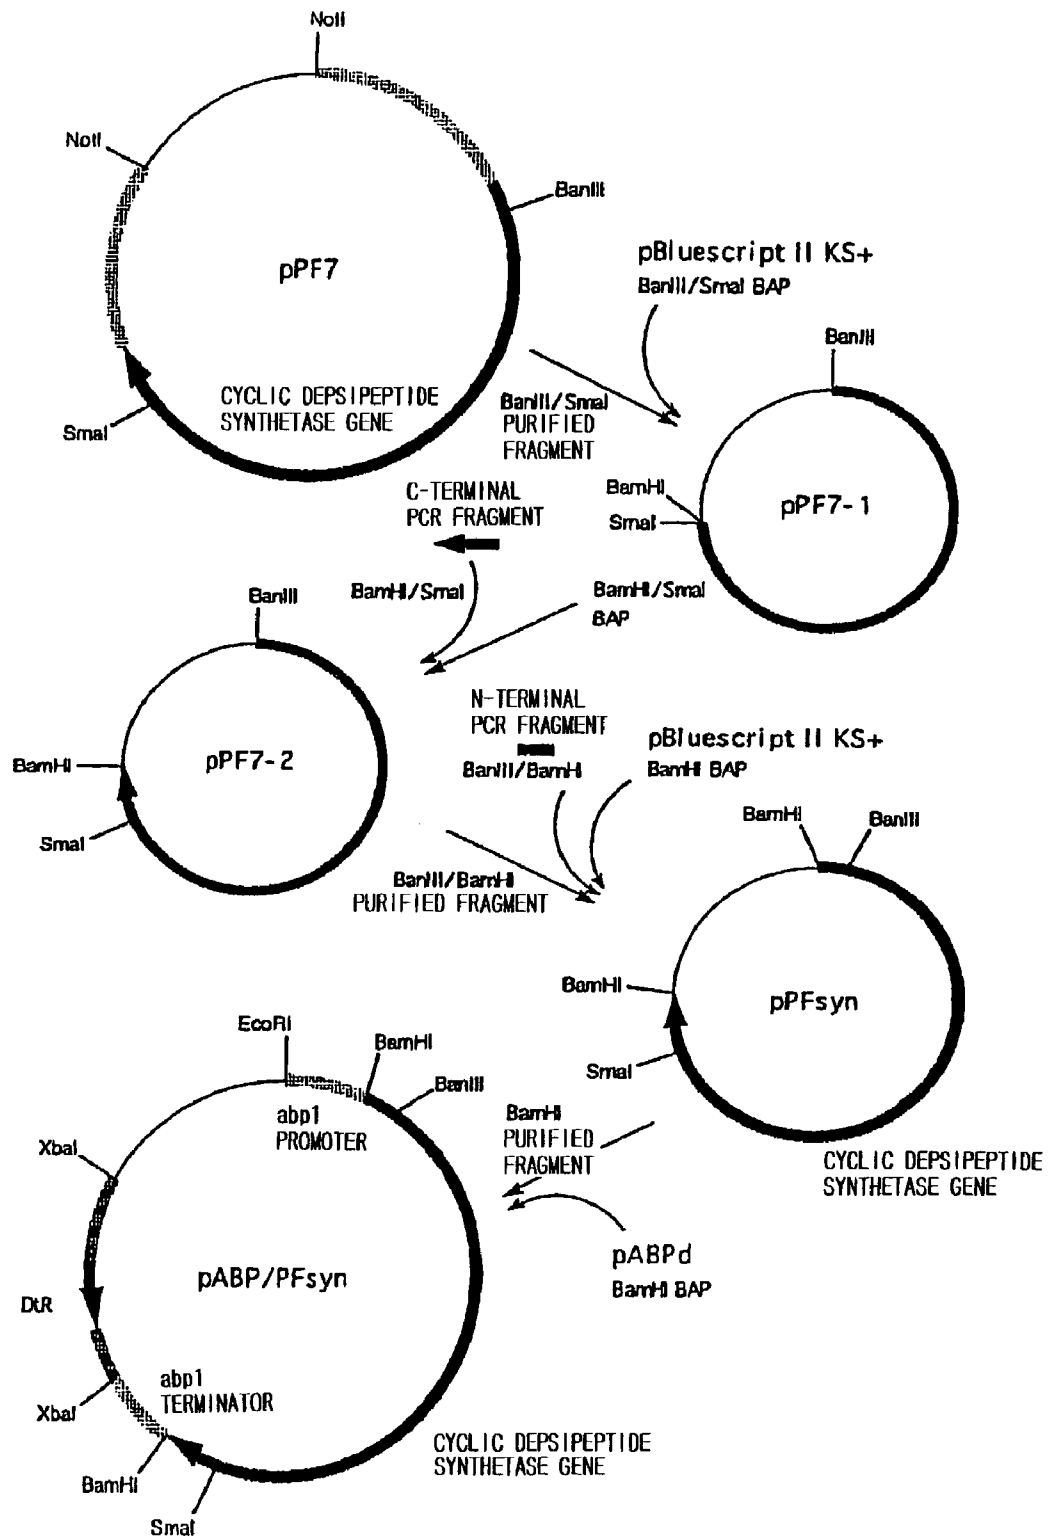 NotI
NotI
BanIII
pPF7
pBluescript II KS+
BanIII/SmaI BAP
BanIII
CYCLIC DEPSIPEPTIDE
SYNTHETASE GENE
SmaI
BanIII/SmaI
PURIFIED
FRAGMENT
BamHI
SmaI
pPF7-1
C-TERMINAL
PCR FRAGMENT
BamHI/SmaI
BamHI/SmaI
BAP
BanIII
N-TERMINAL
PCR FRAGMENT
BanIII/BamHI
pBluescript II KS+
BamHI BAP
pPF7-2
BamHI
SmaI
BamHI
BanIII
BanIII/BamHI
PURIFIED FRAGMENT
BamHI
pPFsyn
SmaI
EcoRI
BamHI
BanIII
abp1
PROMOTER
BamHI
PURIFIED
FRAGMENT
CYCLIC DEPSIPEPTIDE
SYNTHETASE GENE
XbaI
pABPd
BamHI BAP
pABP/PFsyn
DtR
abp1
TERMINATOR
XbaI
CYCLIC DEPSIPEPTIDE
SYNTHETASE GENE
BamHI
SmaI